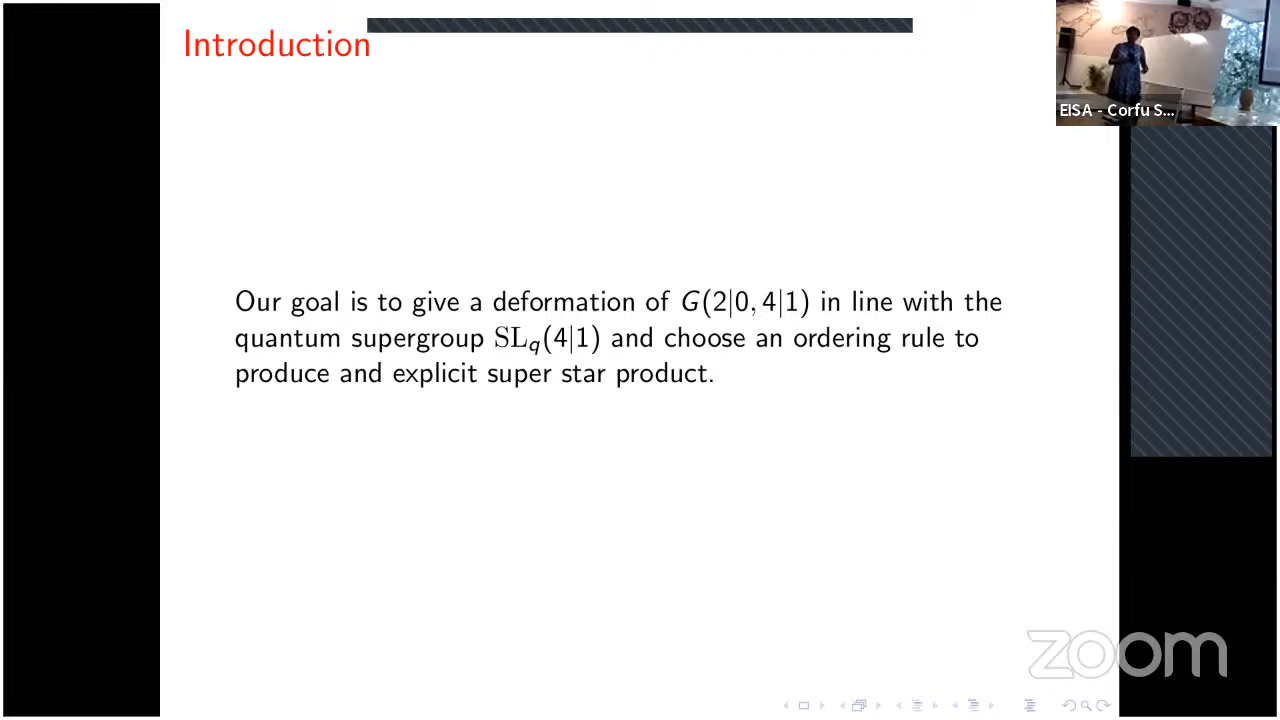 Introduction
EISA - Corfu S...
Our goal is to give a deformation of G(2|0, 4|1) in line with the
quantum supergroup SL_q(4|1) and choose an ordering rule to
produce and explicit super star product.
zoom